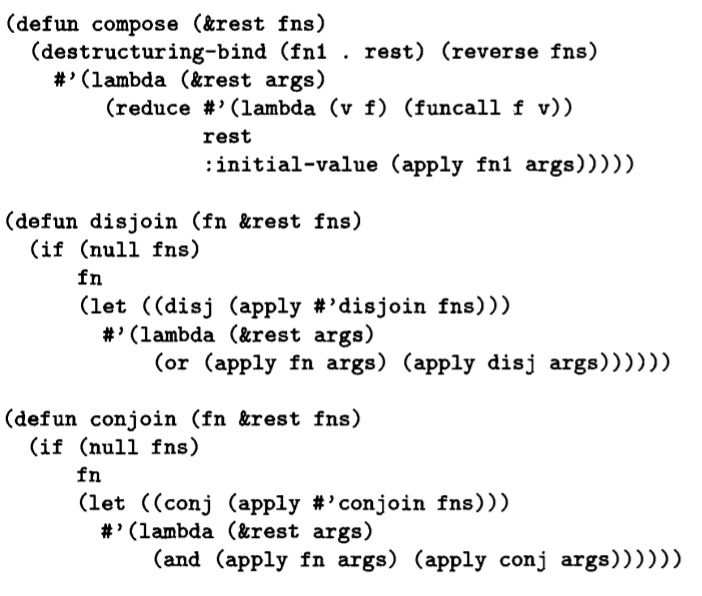 (defun compose (&rest fns)
  (destructuring-bind (fn1 . rest) (reverse fns)
    #'(lambda (&rest args)
        (reduce #'(lambda (v f) (funcall f v))
                rest
                :initial-value (apply fn1 args)))))

(defun disjoin (fn &rest fns)
  (if (null fns)
      fn
      (let ((disj (apply #'disjoin fns)))
        #'(lambda (&rest args)
            (or (apply fn args) (apply disj args))))))

(defun conjoin (fn &rest fns)
  (if (null fns)
      fn
      (let ((conj (apply #'conjoin fns)))
        #'(lambda (&rest args)
            (and (apply fn args) (apply conj args))))))